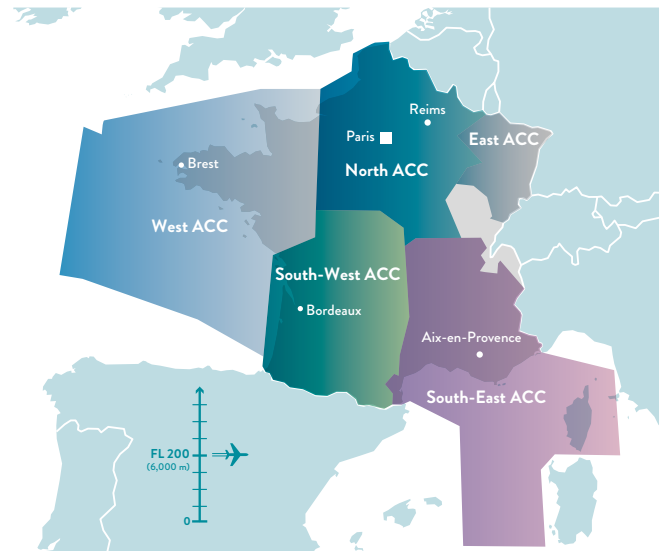 Reims
Paris
East ACC
North ACC
Brest
West ACC
South-West ACC
Bordeaux
Aix-en-Provence
South-East ACC
FL 200
(6,000 m)
0